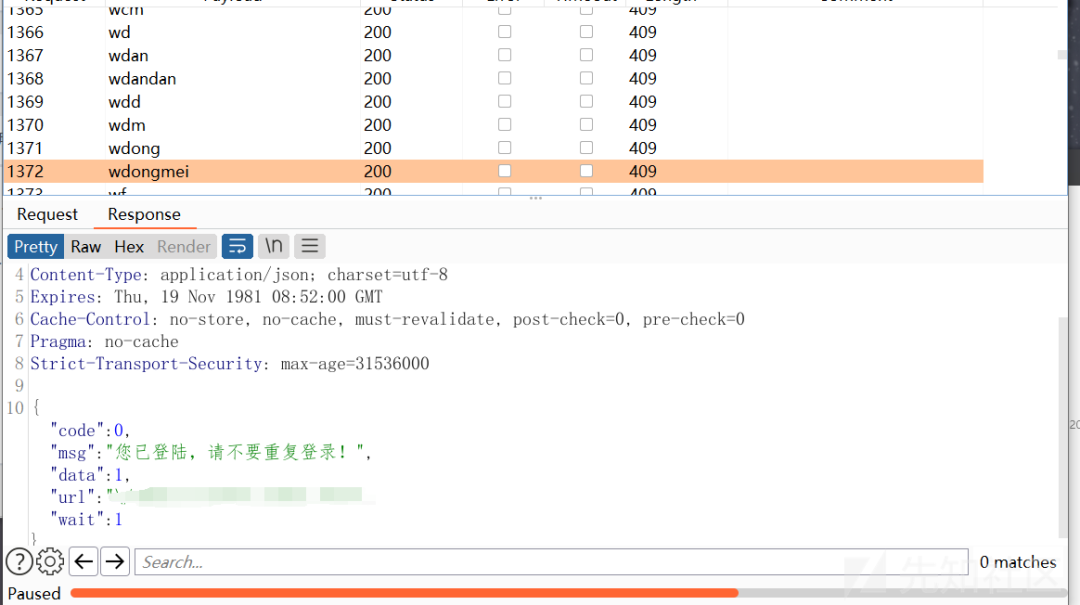 Request Payload Status Error Timeout Length Comment
1365 wcm 200 409
1366 wd 200 409
1367 wdan 200 409
1368 wdandan 200 409
1369 wdd 200 409
1370 wdm 200 409
1371 wdong 200 409
1372 wdongmei 200 409
1373 wf 200 409
Request Response
Pretty Raw Hex Render \n
4 Content-Type: application/json; charset=utf-8
5 Expires: Thu, 19 Nov 1981 08:52:00 GMT
6 Cache-Control: no-store, no-cache, must-revalidate, post-check=0, pre-check=0
7 Pragma: no-cache
8 Strict-Transport-Security: max-age=31536000
9
10 {
"code":0,
"msg":"您已登陆，请不要重复登录！",
"data":1,
"url":"\
"wait":1
}
? Search... 0 matches
先知社区
Paused